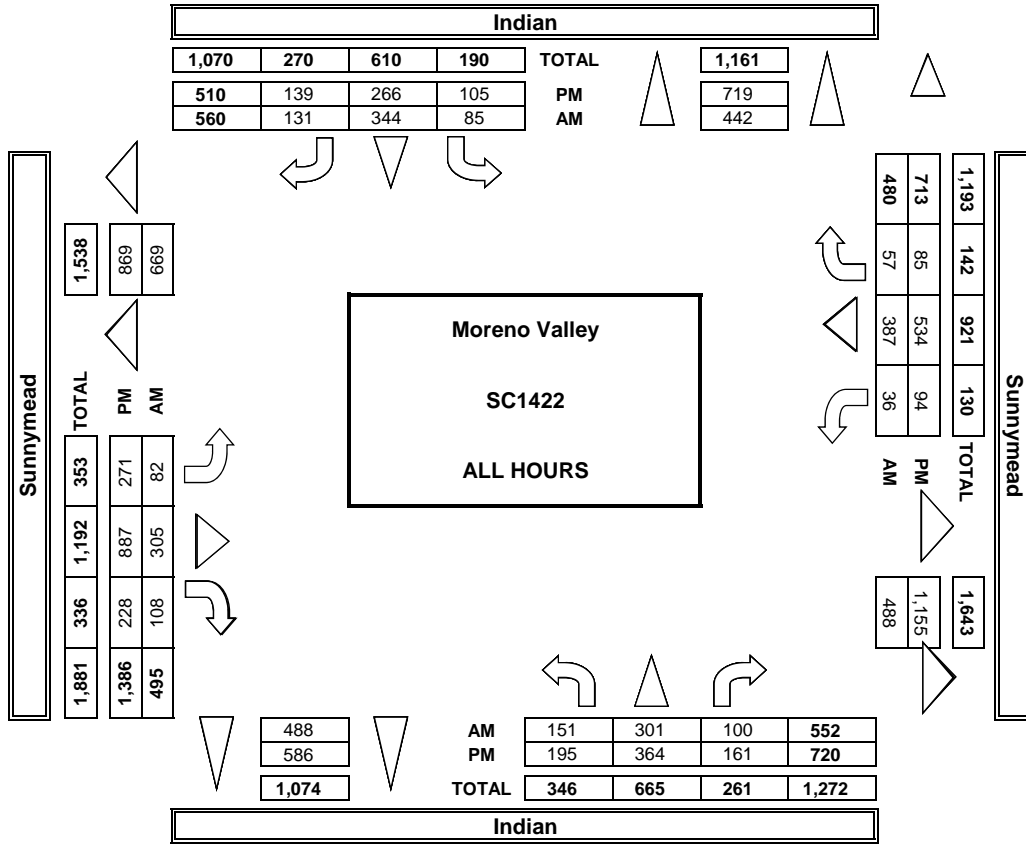 Indian
1,070 270 610 190 TOTAL 1,161
510 139 266 105 PM 719
560 131 344 85 AM 442
Sunnymead
1,538
869
669
TOTAL 353 1,192 336 1,881
PM 271 887 228 1,386
AM 82 305 108 495
Moreno Valley
SC1422
ALL HOURS
1,193 142 921 130 TOTAL 1,643
713 85 534 94 PM 1,155
480 57 387 36 AM 488
Sunnymead
488 AM 151 301 100 552
586 PM 195 364 161 720
1,074 TOTAL 346 665 261 1,272
Indian